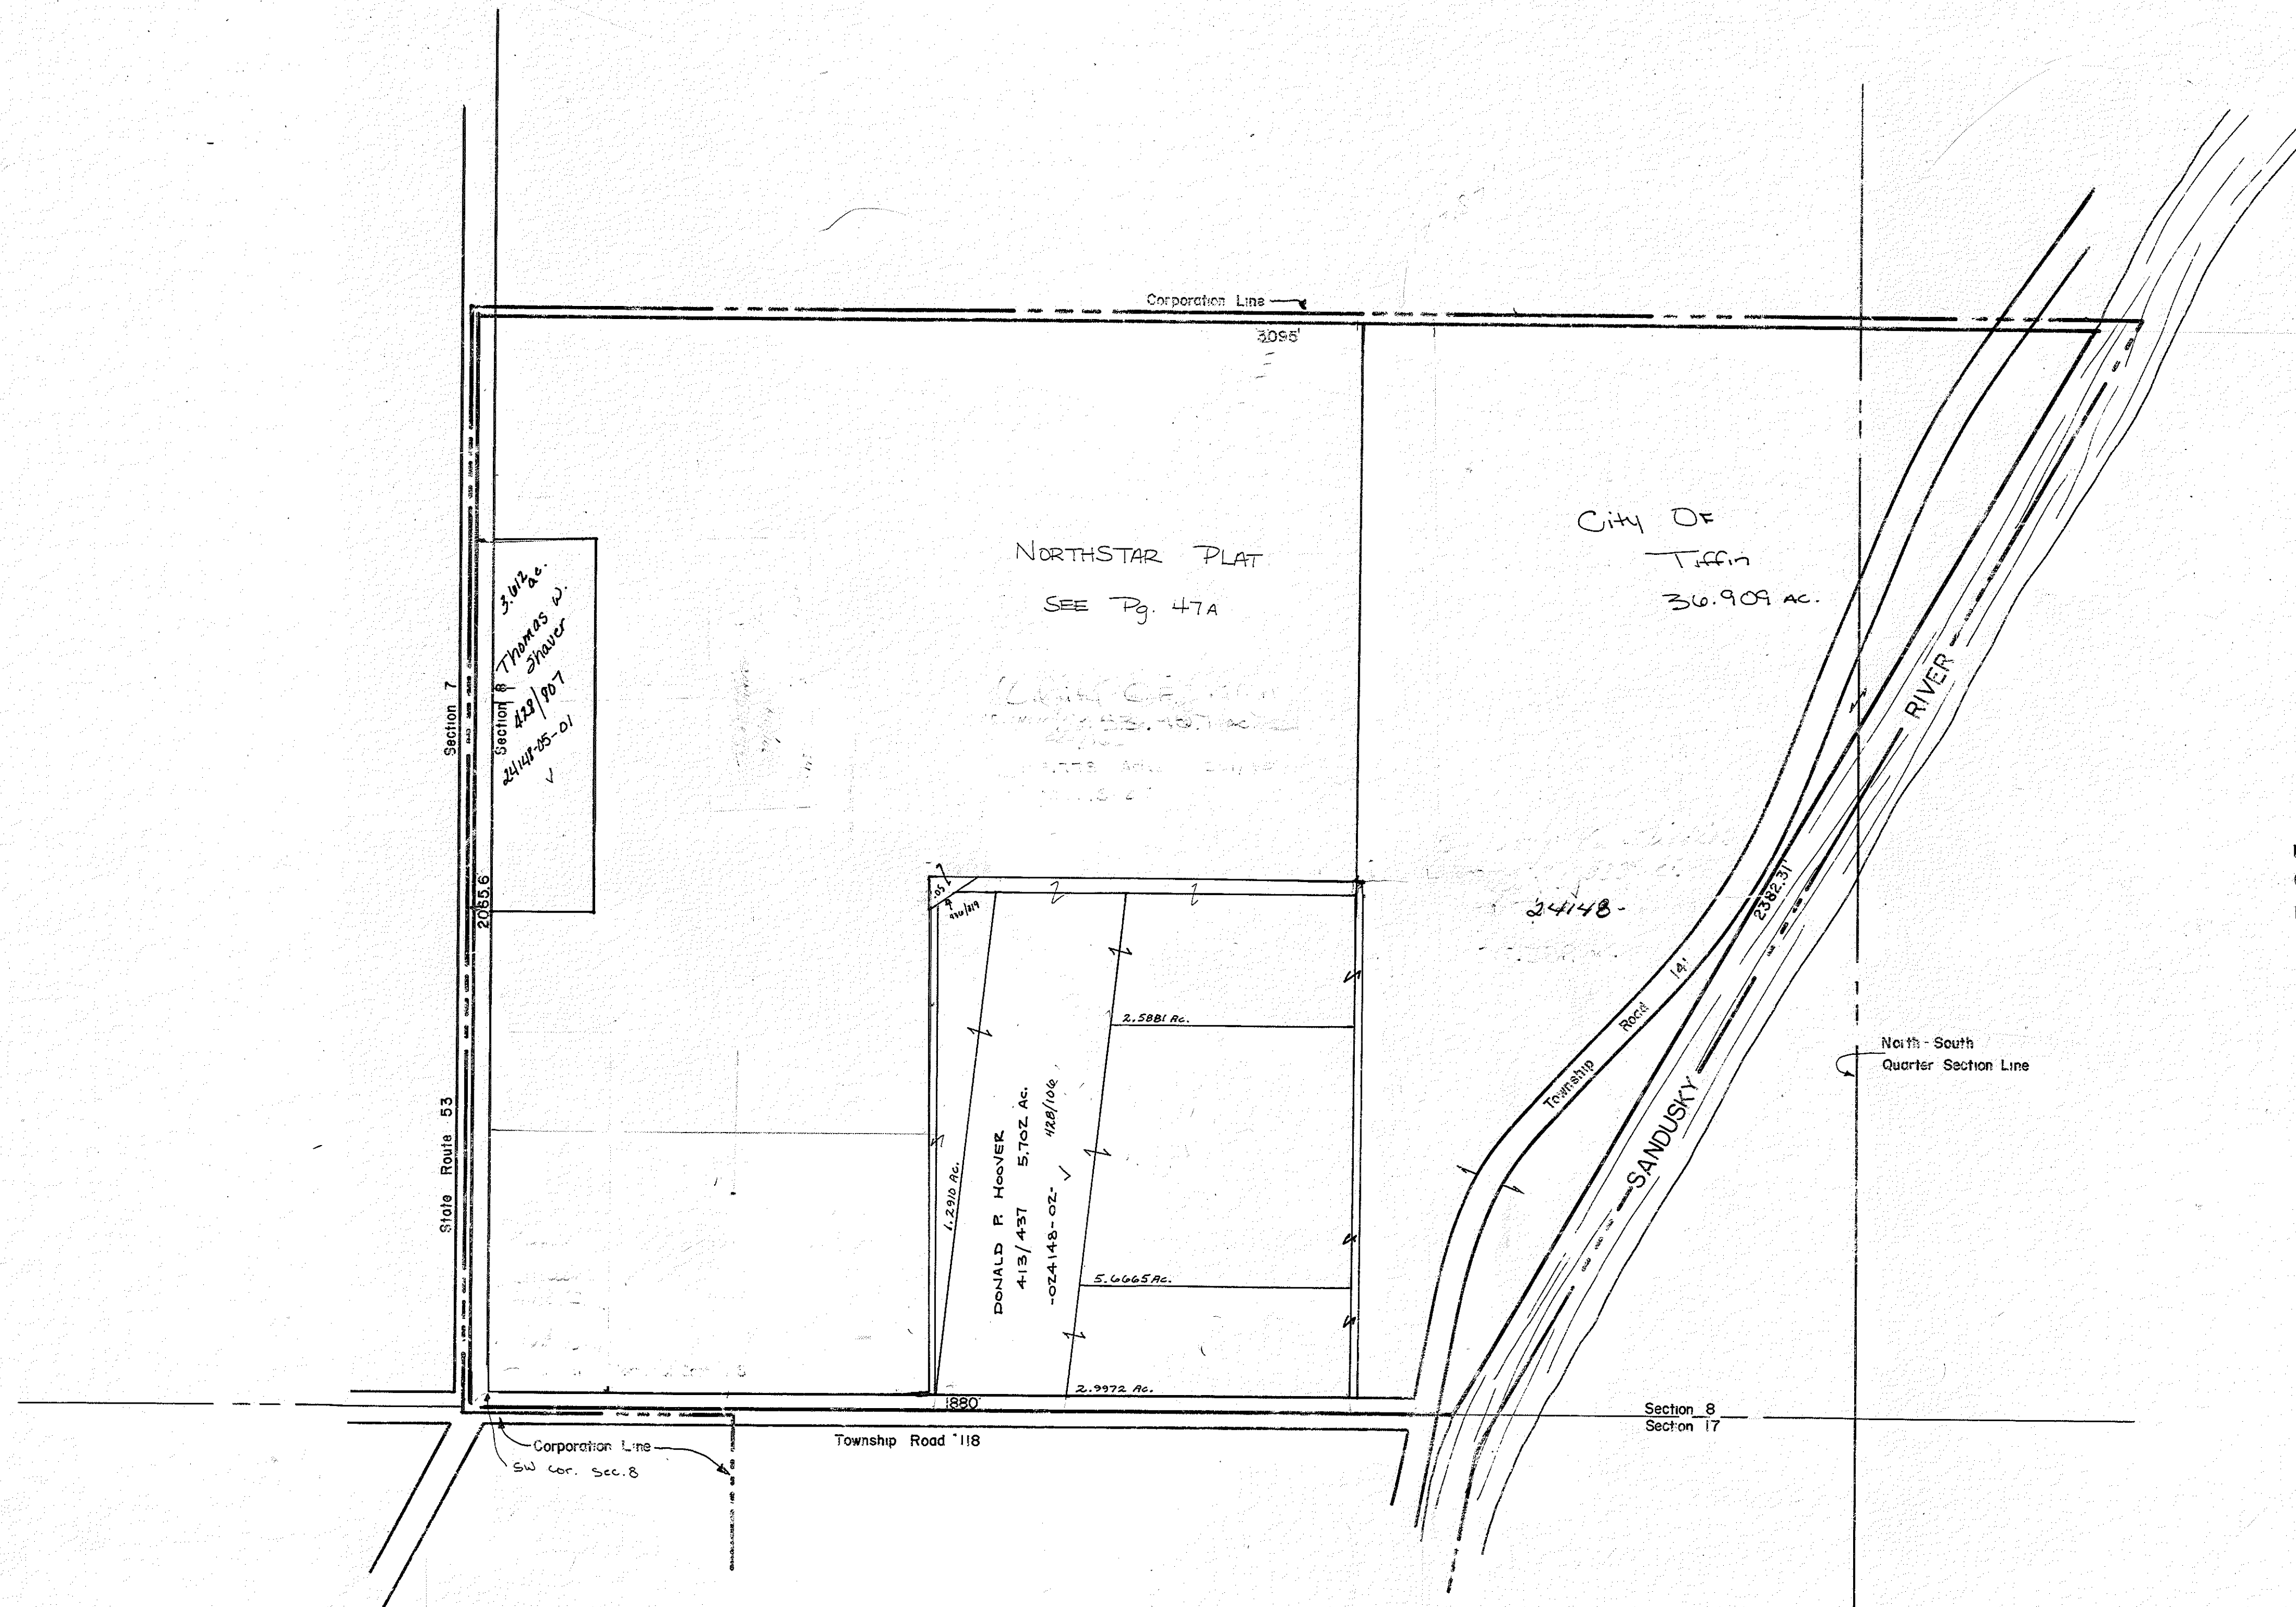 Corporation Line
3095'
City OF
Tiffin
36.909 AC.
NORTHSTAR PLAT
SEE Pg. 47A
3.612 ac.
Thomas W.
Shaver
428/807
24148-05-01
Section 7
Section 8
2065.6'
State Route 53
.05
436/219
24148-
2382.31'
RIVER
SANDUSKY
Township Road 141
North-South
Quarter Section Line
2.5881 Ac.
1.2910 Ac.
DONALD P. HOOVER
413/437 5.702 Ac.
-024148-02- 428/106
5.6665 Ac.
2.9972 Ac.
1880'
Section 8
Section 17
Corporation Line
SW cor. Sec. 8
Township Road 118